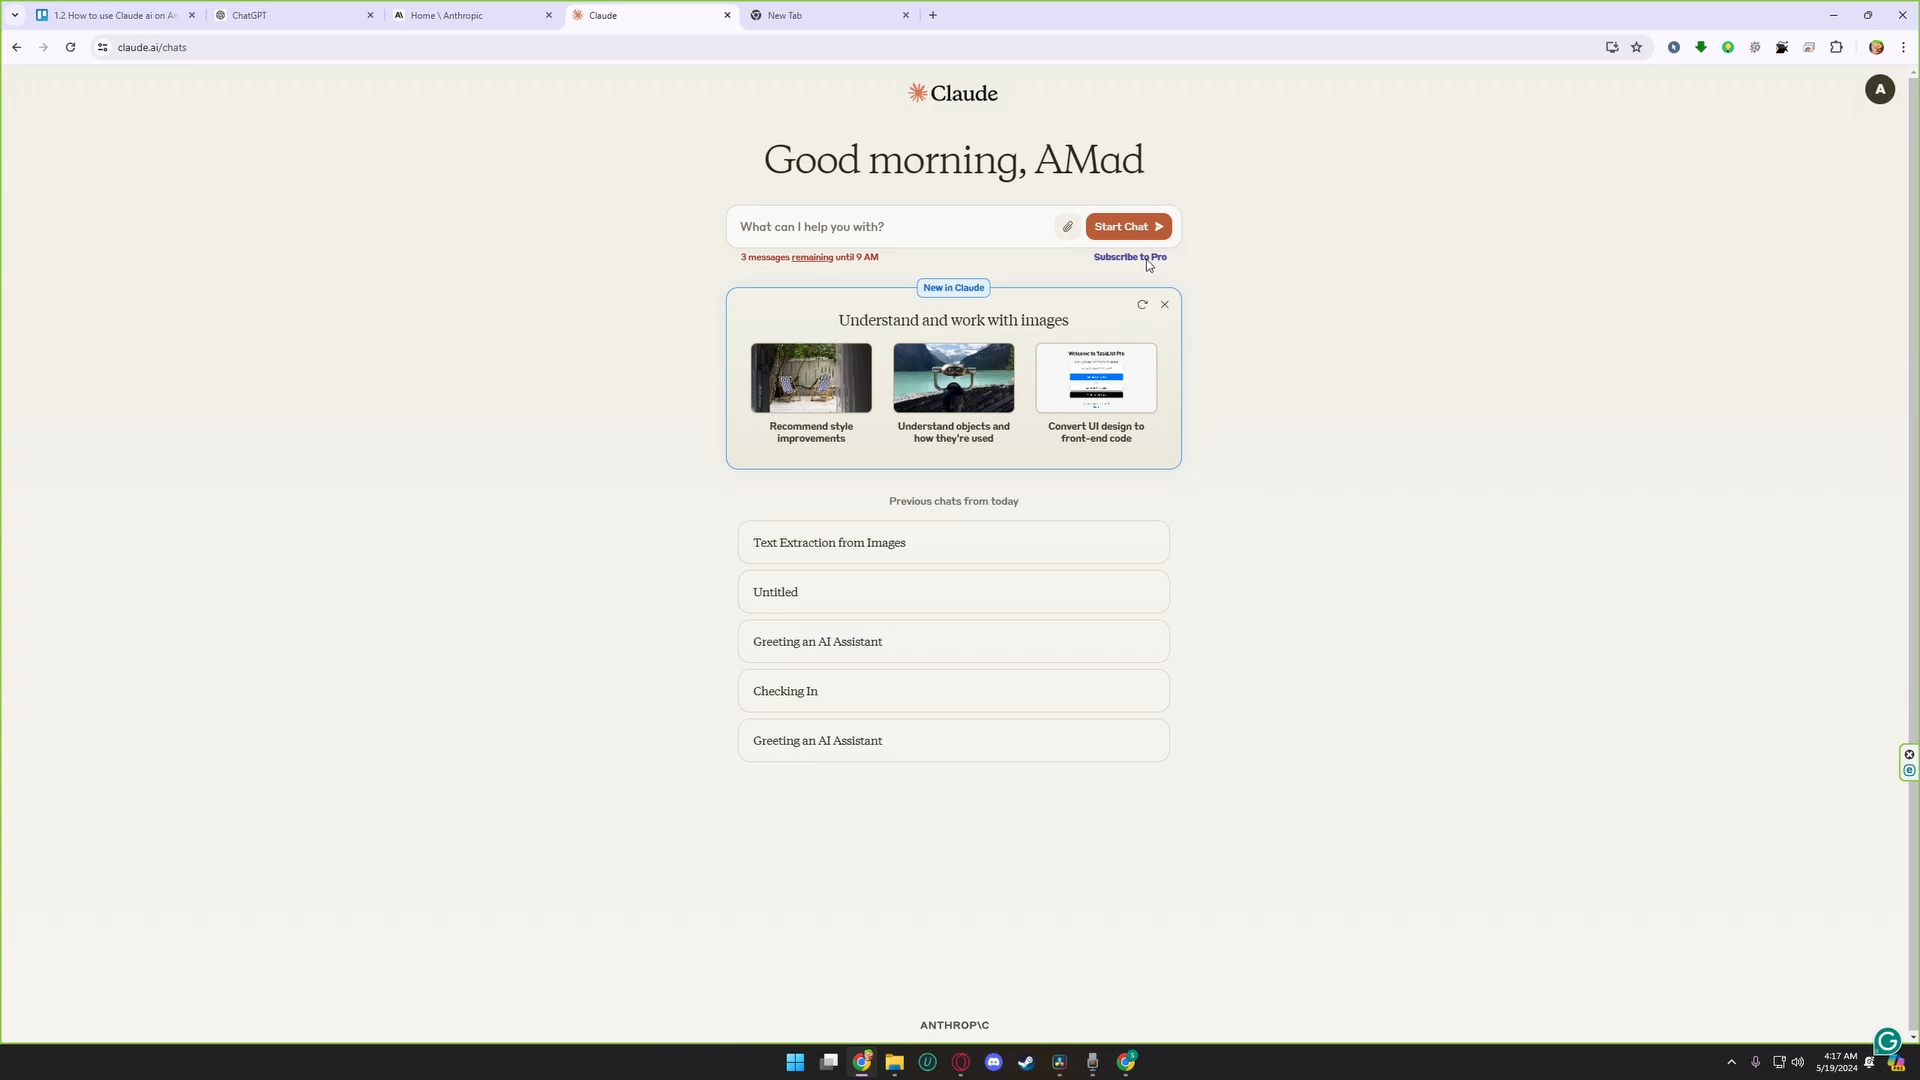 1.2 How to use Claude ai on An
ChatGPT
Home \ Anthropic
Claude
New Tab
claude.ai/chats
Claude
A
Good morning, AMad
What can I help you with?
Start Chat
3 messages remaining until 9 AM
Subscribe to Pro
New in Claude
Understand and work with images
Welcome to TaskList Pro
Recommend style
improvements
Understand objects and
how they're used
Convert UI design to
front-end code
Previous chats from today
Text Extraction from Images
Untitled
Greeting an AI Assistant
Checking In
Greeting an AI Assistant
ANTHROP\C
4:17 AM
5/19/2024